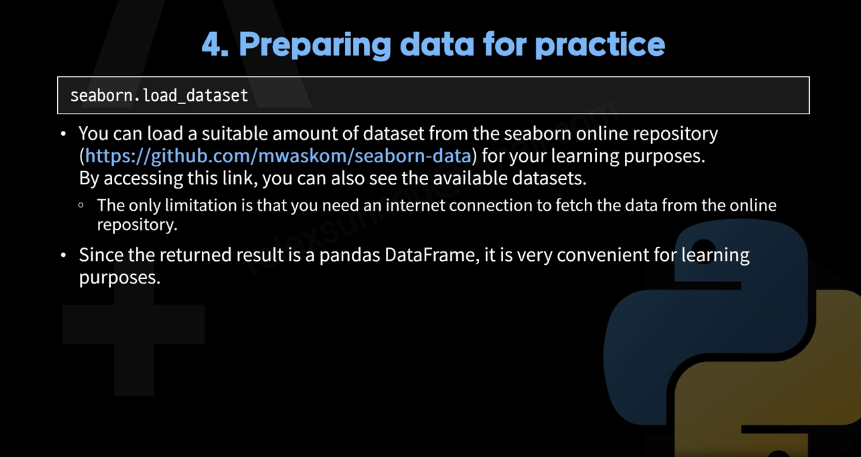 4. Preparing data for practice
seaborn.load_dataset
• You can load a suitable amount of dataset from the seaborn online repository
(https://github.com/mwaskom/seaborn-data) for your learning purposes.
By accessing this link, you can also see the available datasets.
◦ The only limitation is that you need an internet connection to fetch the data from the online
repository.
• Since the returned result is a pandas DataFrame, it is very convenient for learning
purposes.